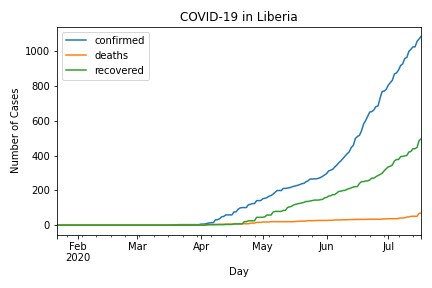 COVID-19 in Liberia
confirmed
deaths
recovered
Number of Cases
1000
800
600
400
200
0
Feb Mar Apr May Jun Jul
2020
Day